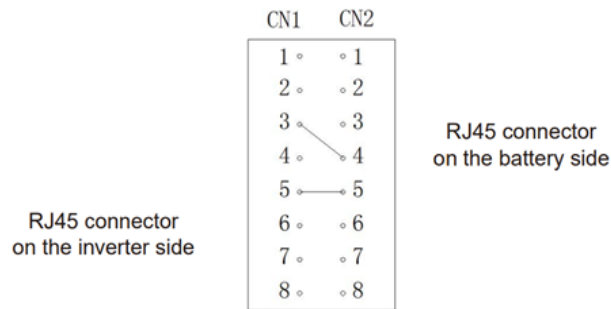 CN1 CN2
1 1
2 2
3 3
4 4
5 5
6 6
7 7
8 8
RJ45 connector
on the battery side
RJ45 connector
on the inverter side